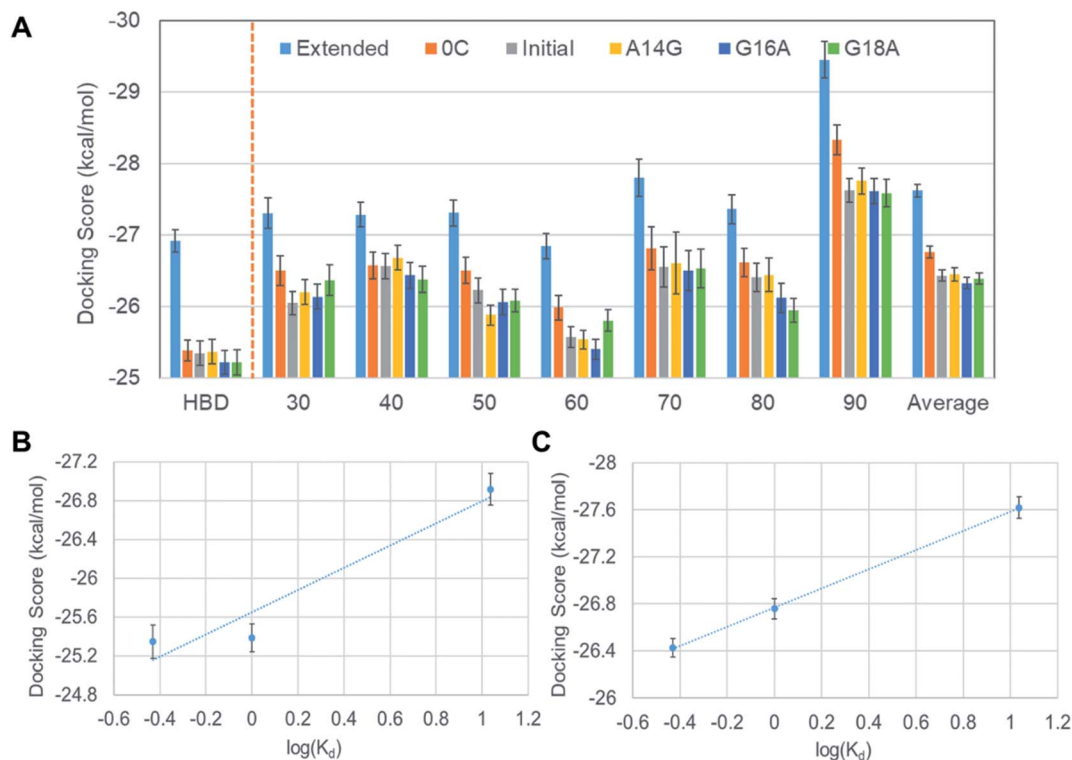 A
Docking Score (kcal/mol)
-30
-29
-28
-27
-26
-25
Extended 0C Initial A14G G16A G18A
HBD 30 40 50 60 70 80 90 Average
B
Docking Score (kcal/mol)
-27.2
-26.8
-26.4
-26
-25.6
-25.2
-24.8
-0.6 -0.4 -0.2 0 0.2 0.4 0.6 0.8 1 1.2
log(Kd)
C
Docking Score (kcal/mol)
-28
-27.6
-27.2
-26.8
-26.4
-26
-0.6 -0.4 -0.2 0 0.2 0.4 0.6 0.8 1 1.2
log(Kd)